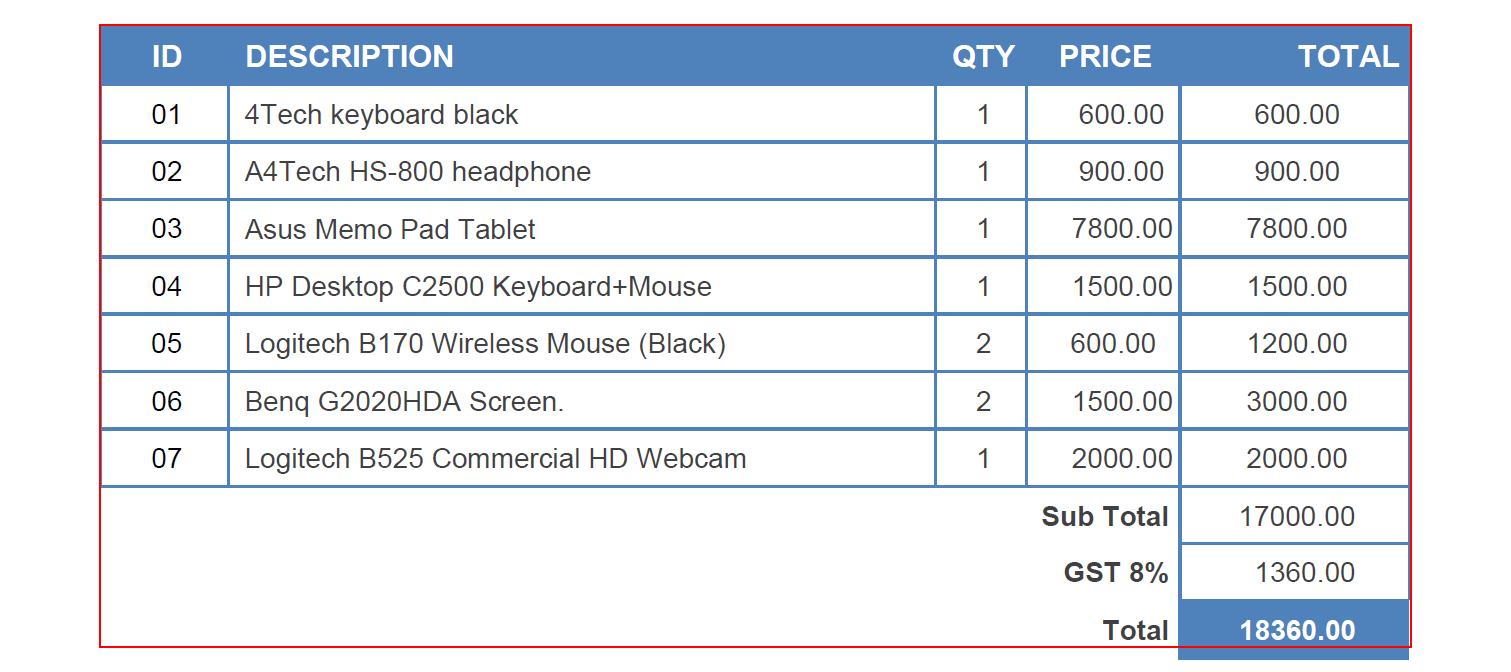 ID DESCRIPTION QTY PRICE TOTAL
01 4Tech keyboard black 1 600.00 600.00
02 A4Tech HS-800 headphone 1 900.00 900.00
03 Asus Memo Pad Tablet 1 7800.00 7800.00
04 HP Desktop C2500 Keyboard+Mouse 1 1500.00 1500.00
05 Logitech B170 Wireless Mouse (Black) 2 600.00 1200.00
06 Benq G2020HDA Screen. 2 1500.00 3000.00
07 Logitech B525 Commercial HD Webcam 1 2000.00 2000.00
Sub Total 17000.00
GST 8% 1360.00
Total 18360.00